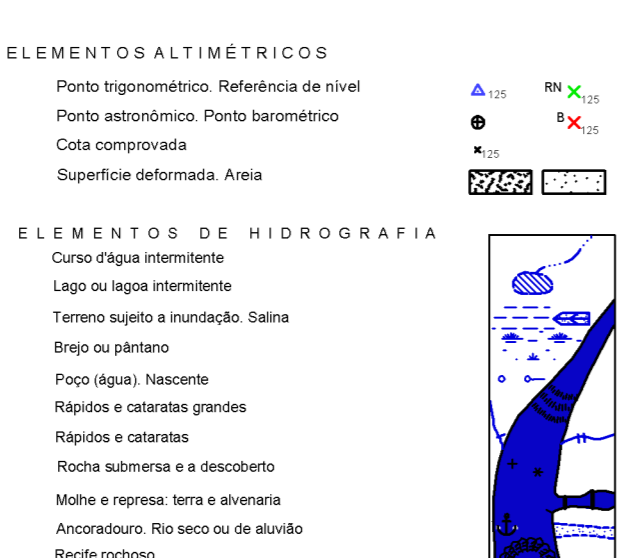 ELEMENTOS ALTIMÉTRICOS
Ponto trigonométrico. Referência de nível 125 RN 125
Ponto astronômico. Ponto barométrico B 125
Cota comprovada 125
Superfície deformada. Areia
ELEMENTOS DE HIDROGRAFIA
Curso d'água intermitente
Lago ou lagoa intermitente
Terreno sujeito a inundação. Salina
Brejo ou pântano
Poço (água). Nascente
Rápidos e cataratas grandes
Rápidos e cataratas
Rocha submersa e a descoberto
Molhe e represa: terra e alvenaria
Ancoradouro. Rio seco ou de aluvião
Recife rochoso